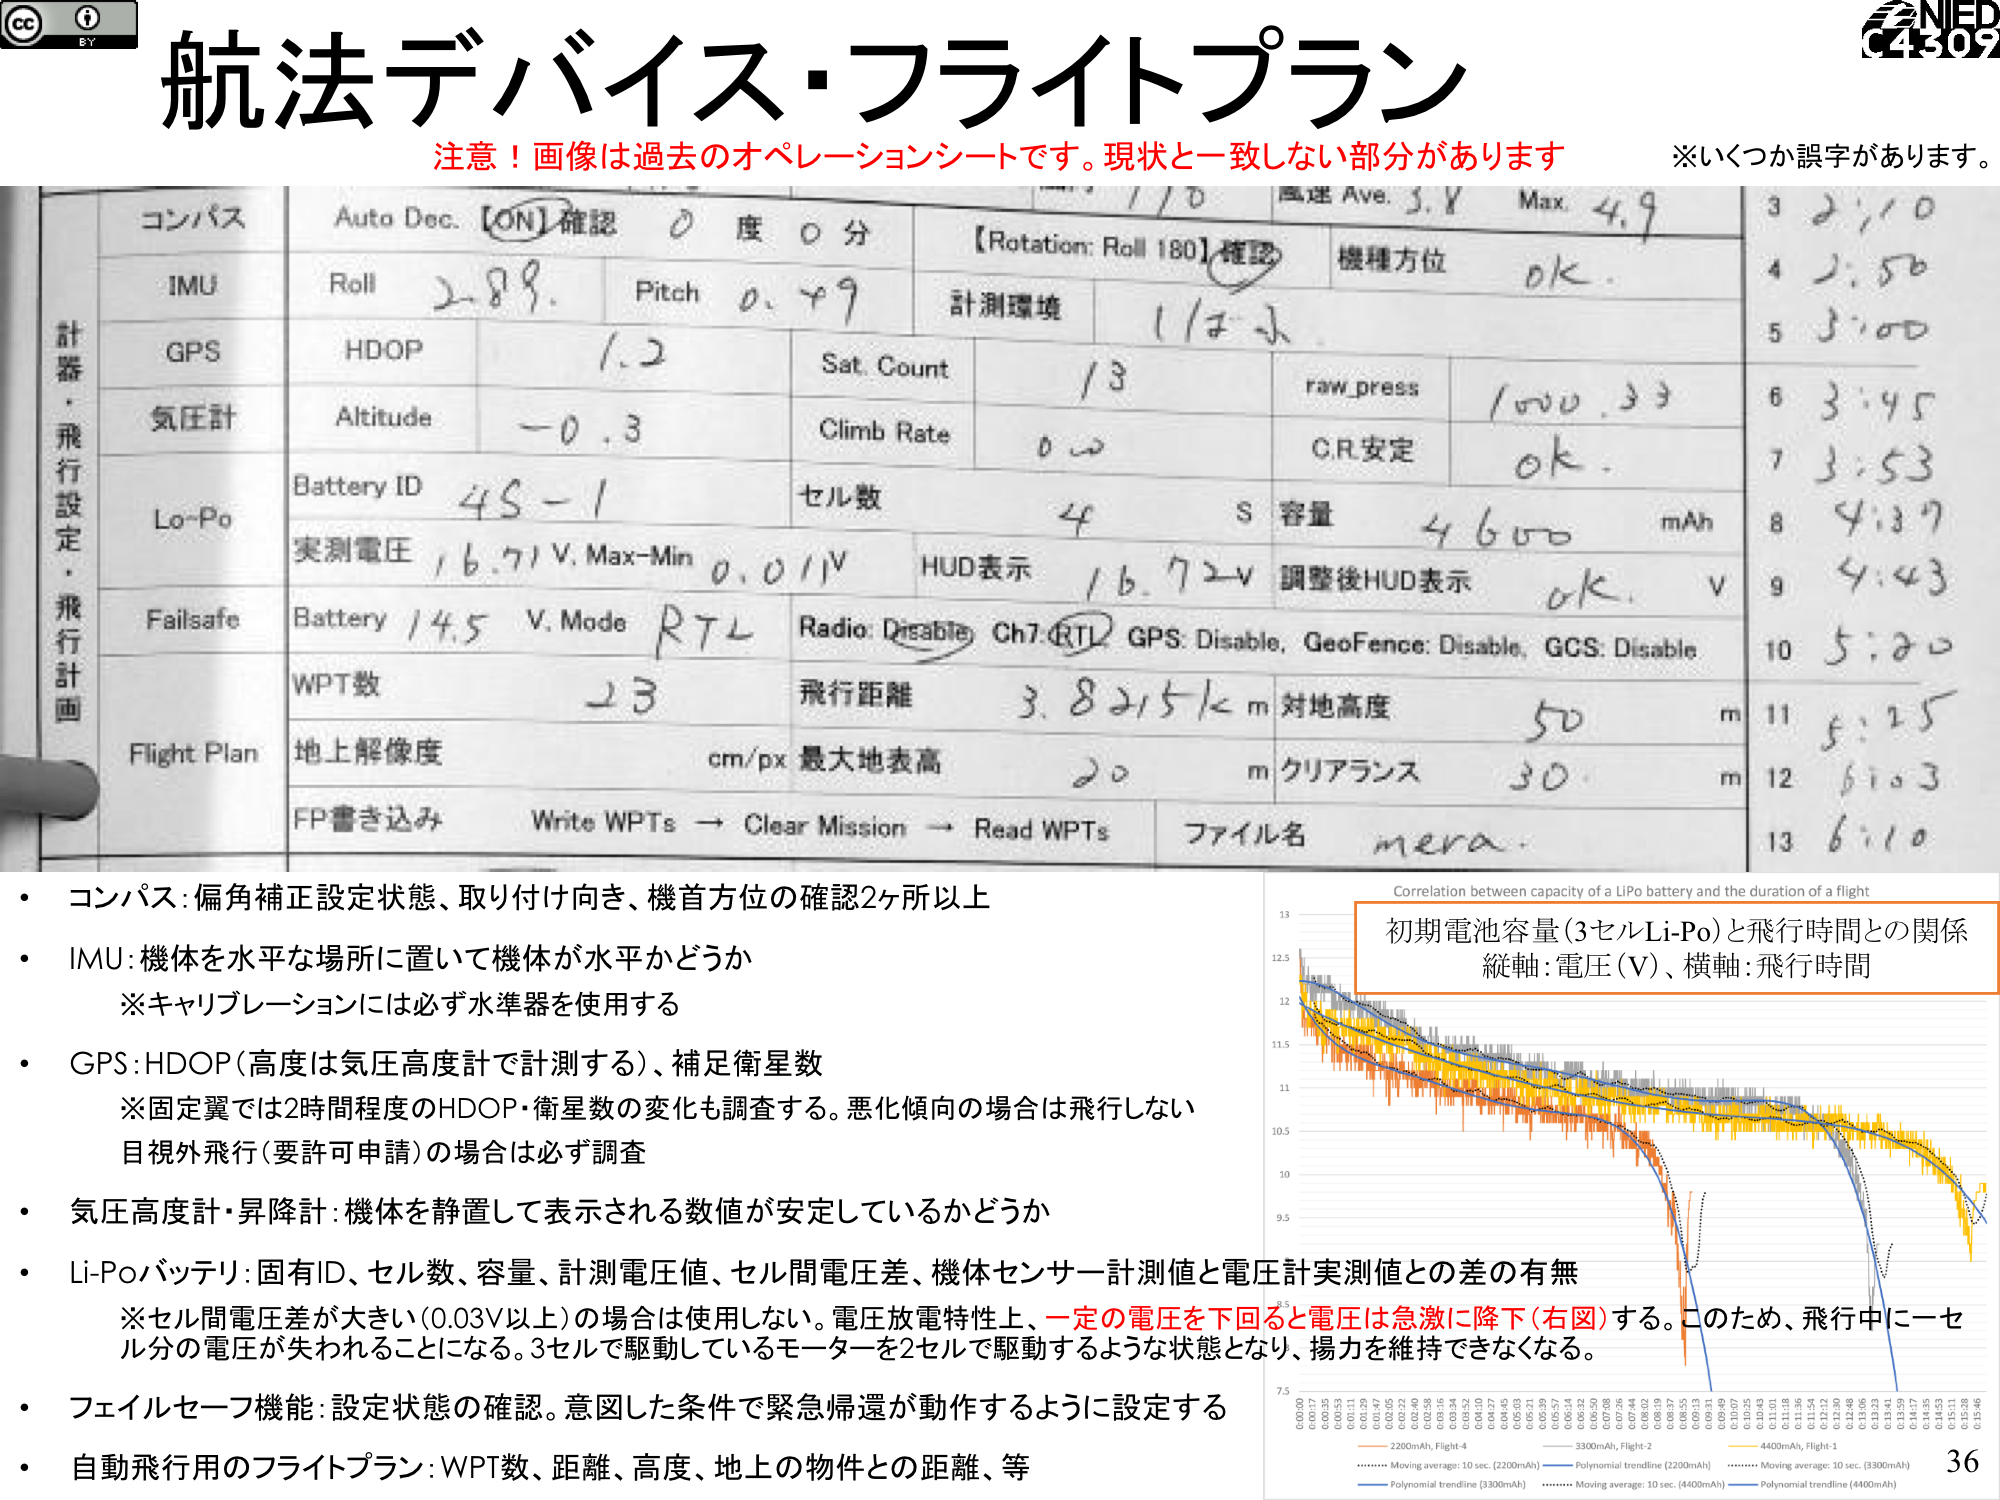 cc BY
NIED
C4309
航法デバイス・フライトプラン
注意！画像は過去のオペレーションシートです。現状と一致しない部分があります
※いくつか誤字があります。
風速 Ave. 3.8 Max. 4.9
計器・飛行設定・飛行計画
コンパス Auto Dec.【ON】確認 0 度 0 分 【Rotation: Roll 180】確認 機種方位 ok.
IMU Roll 2.89. Pitch 0.49 計測環境
GPS HDOP 1.2 Sat. Count 13 raw_press 1000.33
気圧計 Altitude -0.3 Climb Rate C.R.安定 ok.
Lo-Po Battery ID 4S-1 セル数 4 S 容量 4600 mAh
実測電圧 16.71 V. Max-Min 0.011V HUD表示 16.72V 調整後HUD表示 ok. V
Failsafe Battery 14.5 V. Mode RTL Radio: Disable, Ch7: RTL, GPS: Disable, GeoFence: Disable, GCS: Disable
Flight Plan WPT数 23 飛行距離 3.8215k m 対地高度 50 m
地上解像度 cm/px 最大地表高 20 m クリアランス 30 m
FP書き込み Write WPTs → Clear Mission → Read WPTs ファイル名 mera.
3 2:10
4 2:50
5 3:00
6 3:45
7 3:53
8 4:37
9 4:43
10 5:20
11 5:25
12 6:03
13 6:10
• コンパス：偏角補正設定状態、取り付け向き、機首方位の確認2ヶ所以上
• IMU：機体を水平な場所に置いて機体が水平かどうか
※キャリブレーションには必ず水準器を使用する
• GPS：HDOP（高度は気圧高度計で計測する）、補足衛星数
※固定翼では2時間程度のHDOP・衛星数の変化も調査する。悪化傾向の場合は飛行しない
目視外飛行（要許可申請）の場合は必ず調査
• 気圧高度計・昇降計：機体を静置して表示される数値が安定しているかどうか
• Li-Poバッテリ：固有ID、セル数、容量、計測電圧値、セル間電圧差、機体センサー計測値と電圧計実測値との差の有無
※セル間電圧差が大きい（0.03V以上）の場合は使用しない。電圧放電特性上、一定の電圧を下回ると電圧は急激に降下（右図）する。このため、飛行中に一セ
ル分の電圧が失われることになる。3セルで駆動しているモーターを2セルで駆動するような状態となり、揚力を維持できなくなる。
• フェイルセーフ機能：設定状態の確認。意図した条件で緊急帰還が動作するように設定する
• 自動飛行用のフライトプラン：WPT数、距離、高度、地上の物件との距離、等
Correlation between capacity of a LiPo battery and the duration of a flight
初期電池容量（3セルLi-Po）と飛行時間との関係
縦軸：電圧（V）、横軸：飛行時間
13
12.5
12
11.5
11
10.5
10
9.5
8.5
7.5
2200mAh, Flight-4 3300mAh, Flight-2 4400mAh, Flight-1
Moving average: 10 sec. (2200mAh) Polynomial trendline (2200mAh) Moving average: 10 sec. (3300mAh)
Polynomial trendline (3300mAh) Moving average: 10 sec. (4400mAh) Polynomial trendline (4400mAh)
36